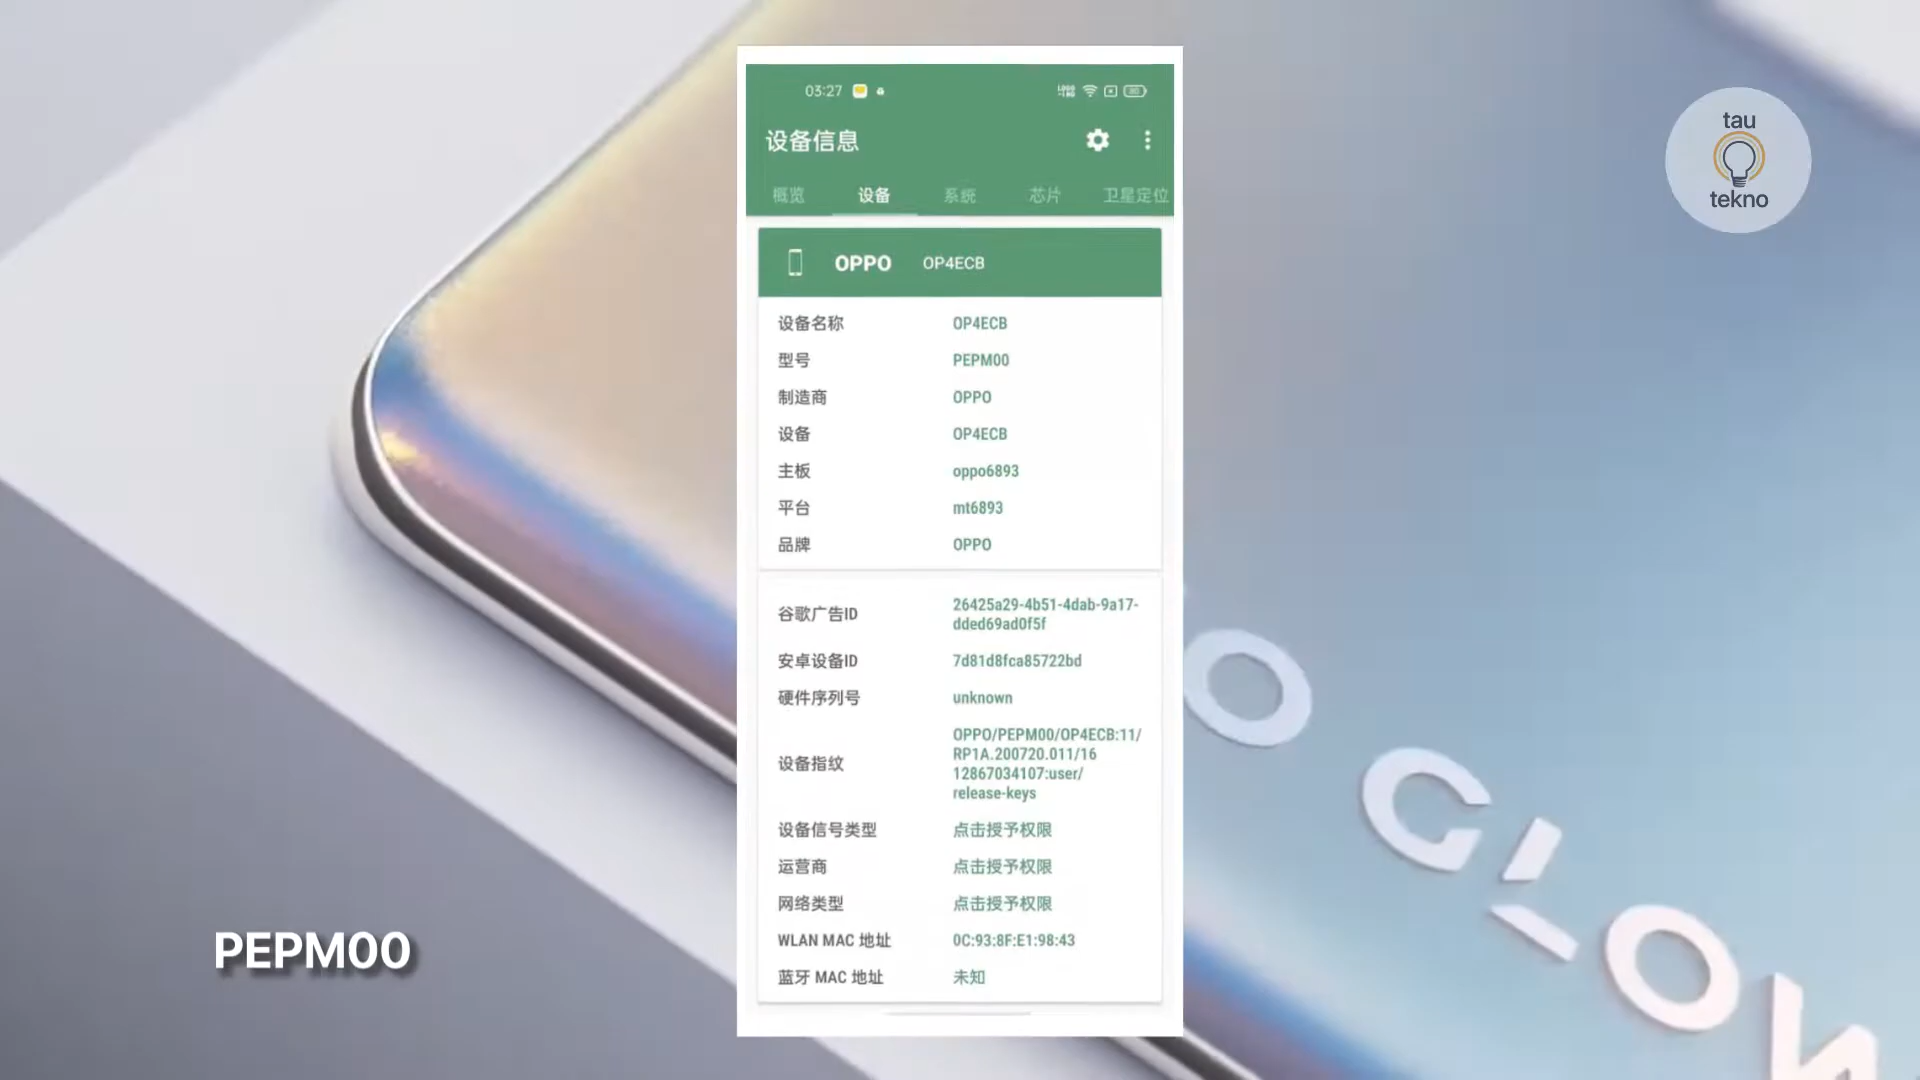 03:27
设备信息
概览 设备 系统 芯片 卫星定位
OPPO OP4ECB
设备名称 OP4ECB
型号 PEPM00
制造商 OPPO
设备 OP4ECB
主板 oppo6893
平台 mt6893
品牌 OPPO
谷歌广告ID 26425a29-4b51-4dab-9a17-
dded69ad0f5f
安卓设备ID 7d81d8fca85722bd
硬件序列号 unknown
设备指纹 OPPO/PEPM00/OP4ECB:11/
RP1A.200720.011/16
12867034107:user/
release-keys
设备信号类型 点击授予权限
运营商 点击授予权限
网络类型 点击授予权限
WLAN MAC 地址 0C:93:8F:E1:98:43
蓝牙 MAC 地址 未知
tau
tekno
PEPM00
O GLOW